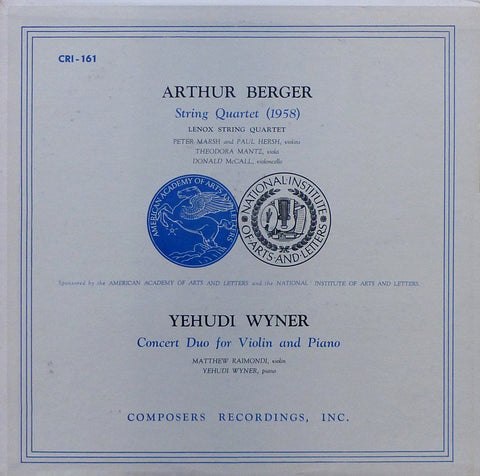 CRI-161
ARTHUR BERGER
String Quartet (1958)
LENOX STRING QUARTET
PETER MARSH and PAUL HERSH, violins
THEODORA MANTZ, viola
DONALD McCALL, violoncello
AMERICAN ACADEMY OF ARTS AND LETTERS
NATIONAL·INSTITUTE OF·ARTS·AND·LETTERS
Sponsored by the AMERICAN ACADEMY OF ARTS AND LETTERS and the NATIONAL INSTITUTE OF ARTS AND LETTERS
YEHUDI WYNER
Concert Duo for Violin and Piano
MATTHEW RAIMONDI, violin
YEHUDI WYNER, piano
COMPOSERS RECORDINGS, INC.